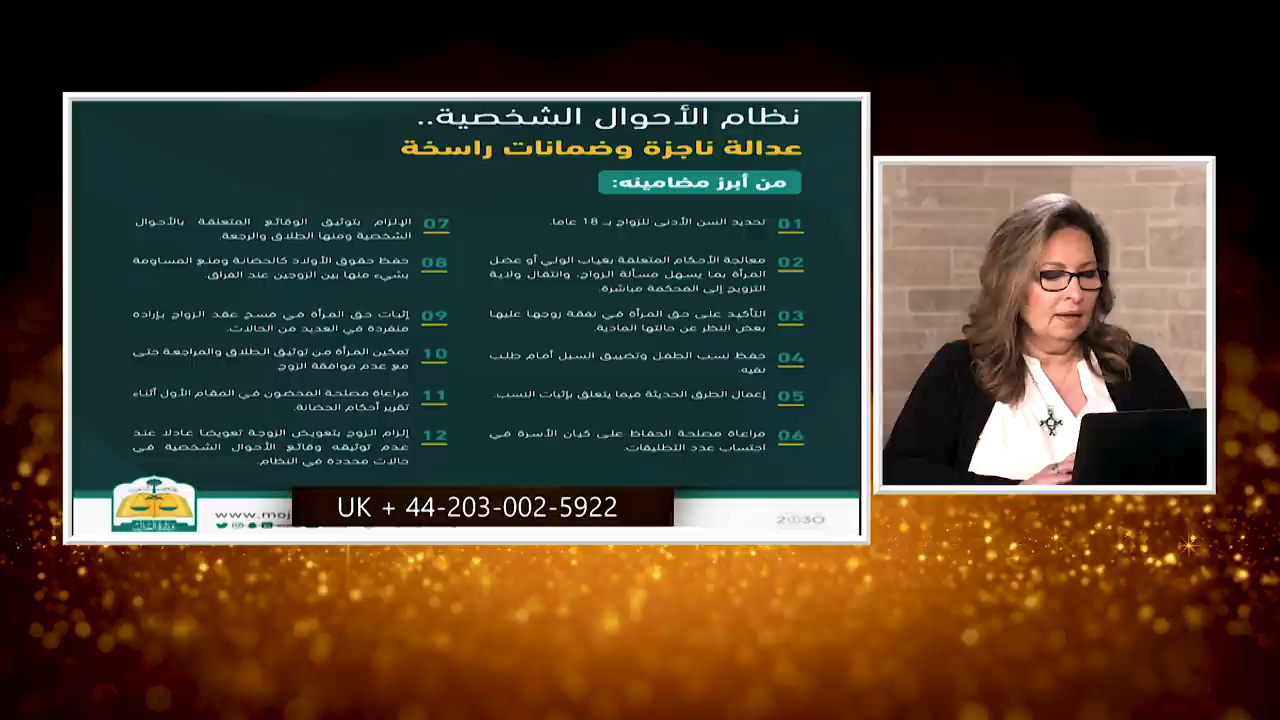 نظام الأحوال الشخصية..
عدالة ناجزة وضمانات راسخة
من أبرز مضامينه:
01
تحديد السن الأدنى للزواج بـ 18 عاما.
02
معالجة الأحكام المتعلقة بغياب الولي أو عضل
المرأة بما يسهل مسألة الزواج، وانتقال ولاية
التزويج إلى المحكمة مباشرة.
03
التأكيد على حق المرأة في نفقة زوجها عليها
بغض النظر عن حالتها المادية.
04
حفظ نسب الطفل وتضييق السبل أمام طلب
نفيه.
05
إعمال الطرق الحديثة فيما يتعلق بإثبات النسب.
06
مراعاة مصلحة الحفاظ على كيان الأسرة في
احتساب عدد التطليقات.
07
الإلزام بتوثيق الوقائع المتعلقة بالأحوال
الشخصية ومنها الطلاق والرجعة.
08
حفظ حقوق الأولاد كالحضانة ومنع المساومة
بشيء منها بين الزوجين عند الفراق.
09
إثبات حق المرأة في فسخ عقد الزواج بإرادة
منفردة في العديد من الحالات.
10
تمكين المرأة من توثيق الطلاق والمراجعة حتى
مع عدم موافقة الزوج.
11
مراعاة مصلحة المحضون في المقام الأول أثناء
تقرير أحكام الحضانة.
12
إلزام الزوج بتعويض الزوجة تعويضا عادلا عند
عدم توثيقه وقائع الأحوال الشخصية في
حالات محددة في النظام.
وزارة العدل
www.moj
2030
UK + 44-203-002-5922